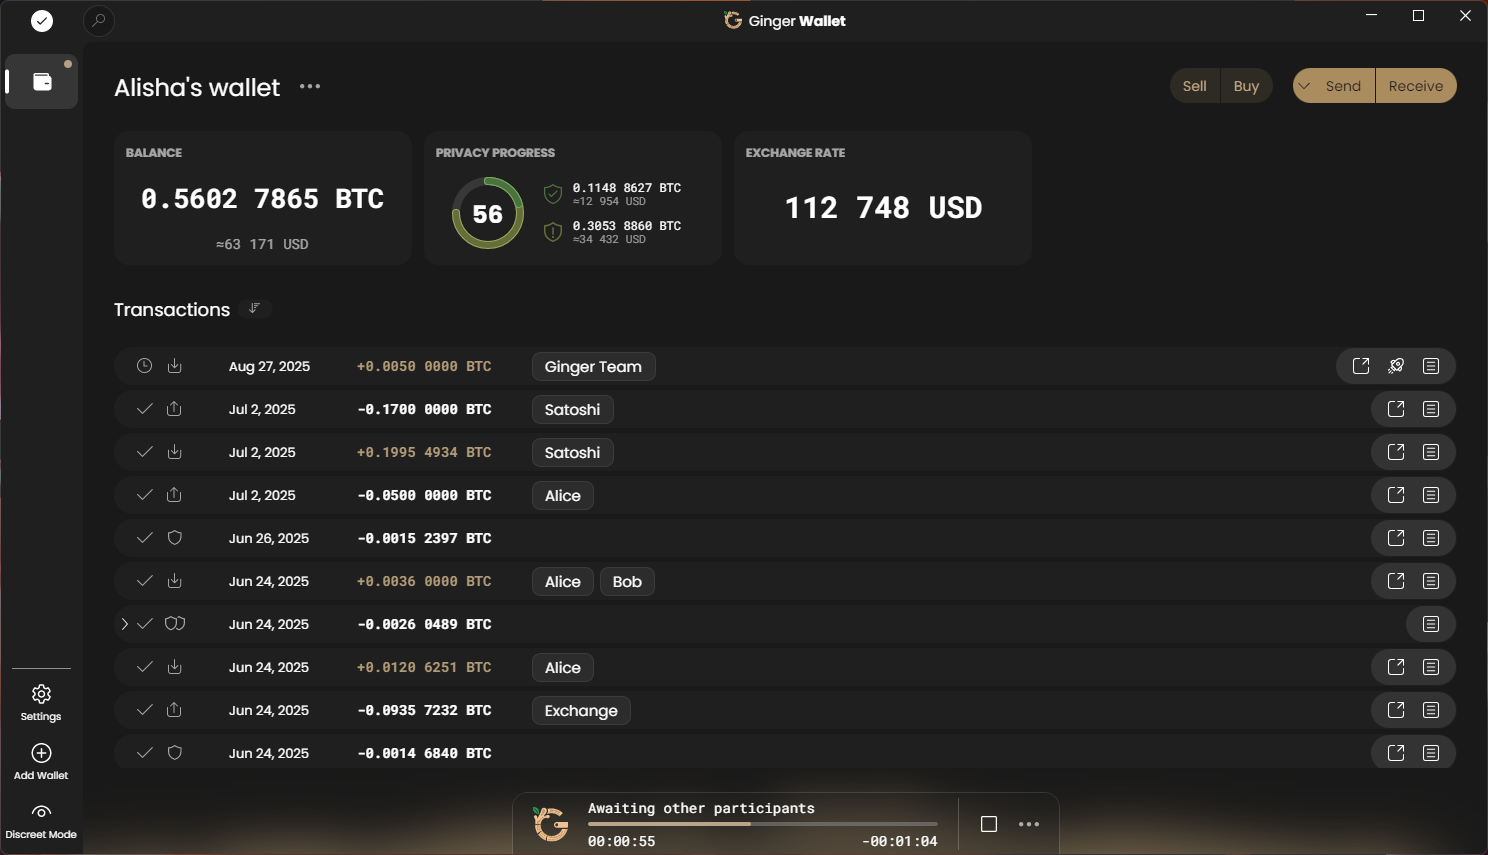 Ginger Wallet
Alisha's wallet
Sell Buy Send Receive
BALANCE
0.5602 7865 BTC
≈63 171 USD
PRIVACY PROGRESS
56
0.1148 8627 BTC
≈12 954 USD
0.3053 8860 BTC
≈34 432 USD
EXCHANGE RATE
112 748 USD
Transactions
Aug 27, 2025 +0.0050 0000 BTC Ginger Team
Jul 2, 2025 -0.1700 0000 BTC Satoshi
Jul 2, 2025 +0.1995 4934 BTC Satoshi
Jul 2, 2025 -0.0500 0000 BTC Alice
Jun 26, 2025 -0.0015 2397 BTC
Jun 24, 2025 +0.0036 0000 BTC Alice Bob
Jun 24, 2025 -0.0026 0489 BTC
Jun 24, 2025 +0.0120 6251 BTC Alice
Jun 24, 2025 -0.0935 7232 BTC Exchange
Jun 24, 2025 -0.0014 6840 BTC
Settings
Add Wallet
Discreet Mode
Awaiting other participants
00:00:55 -00:01:04